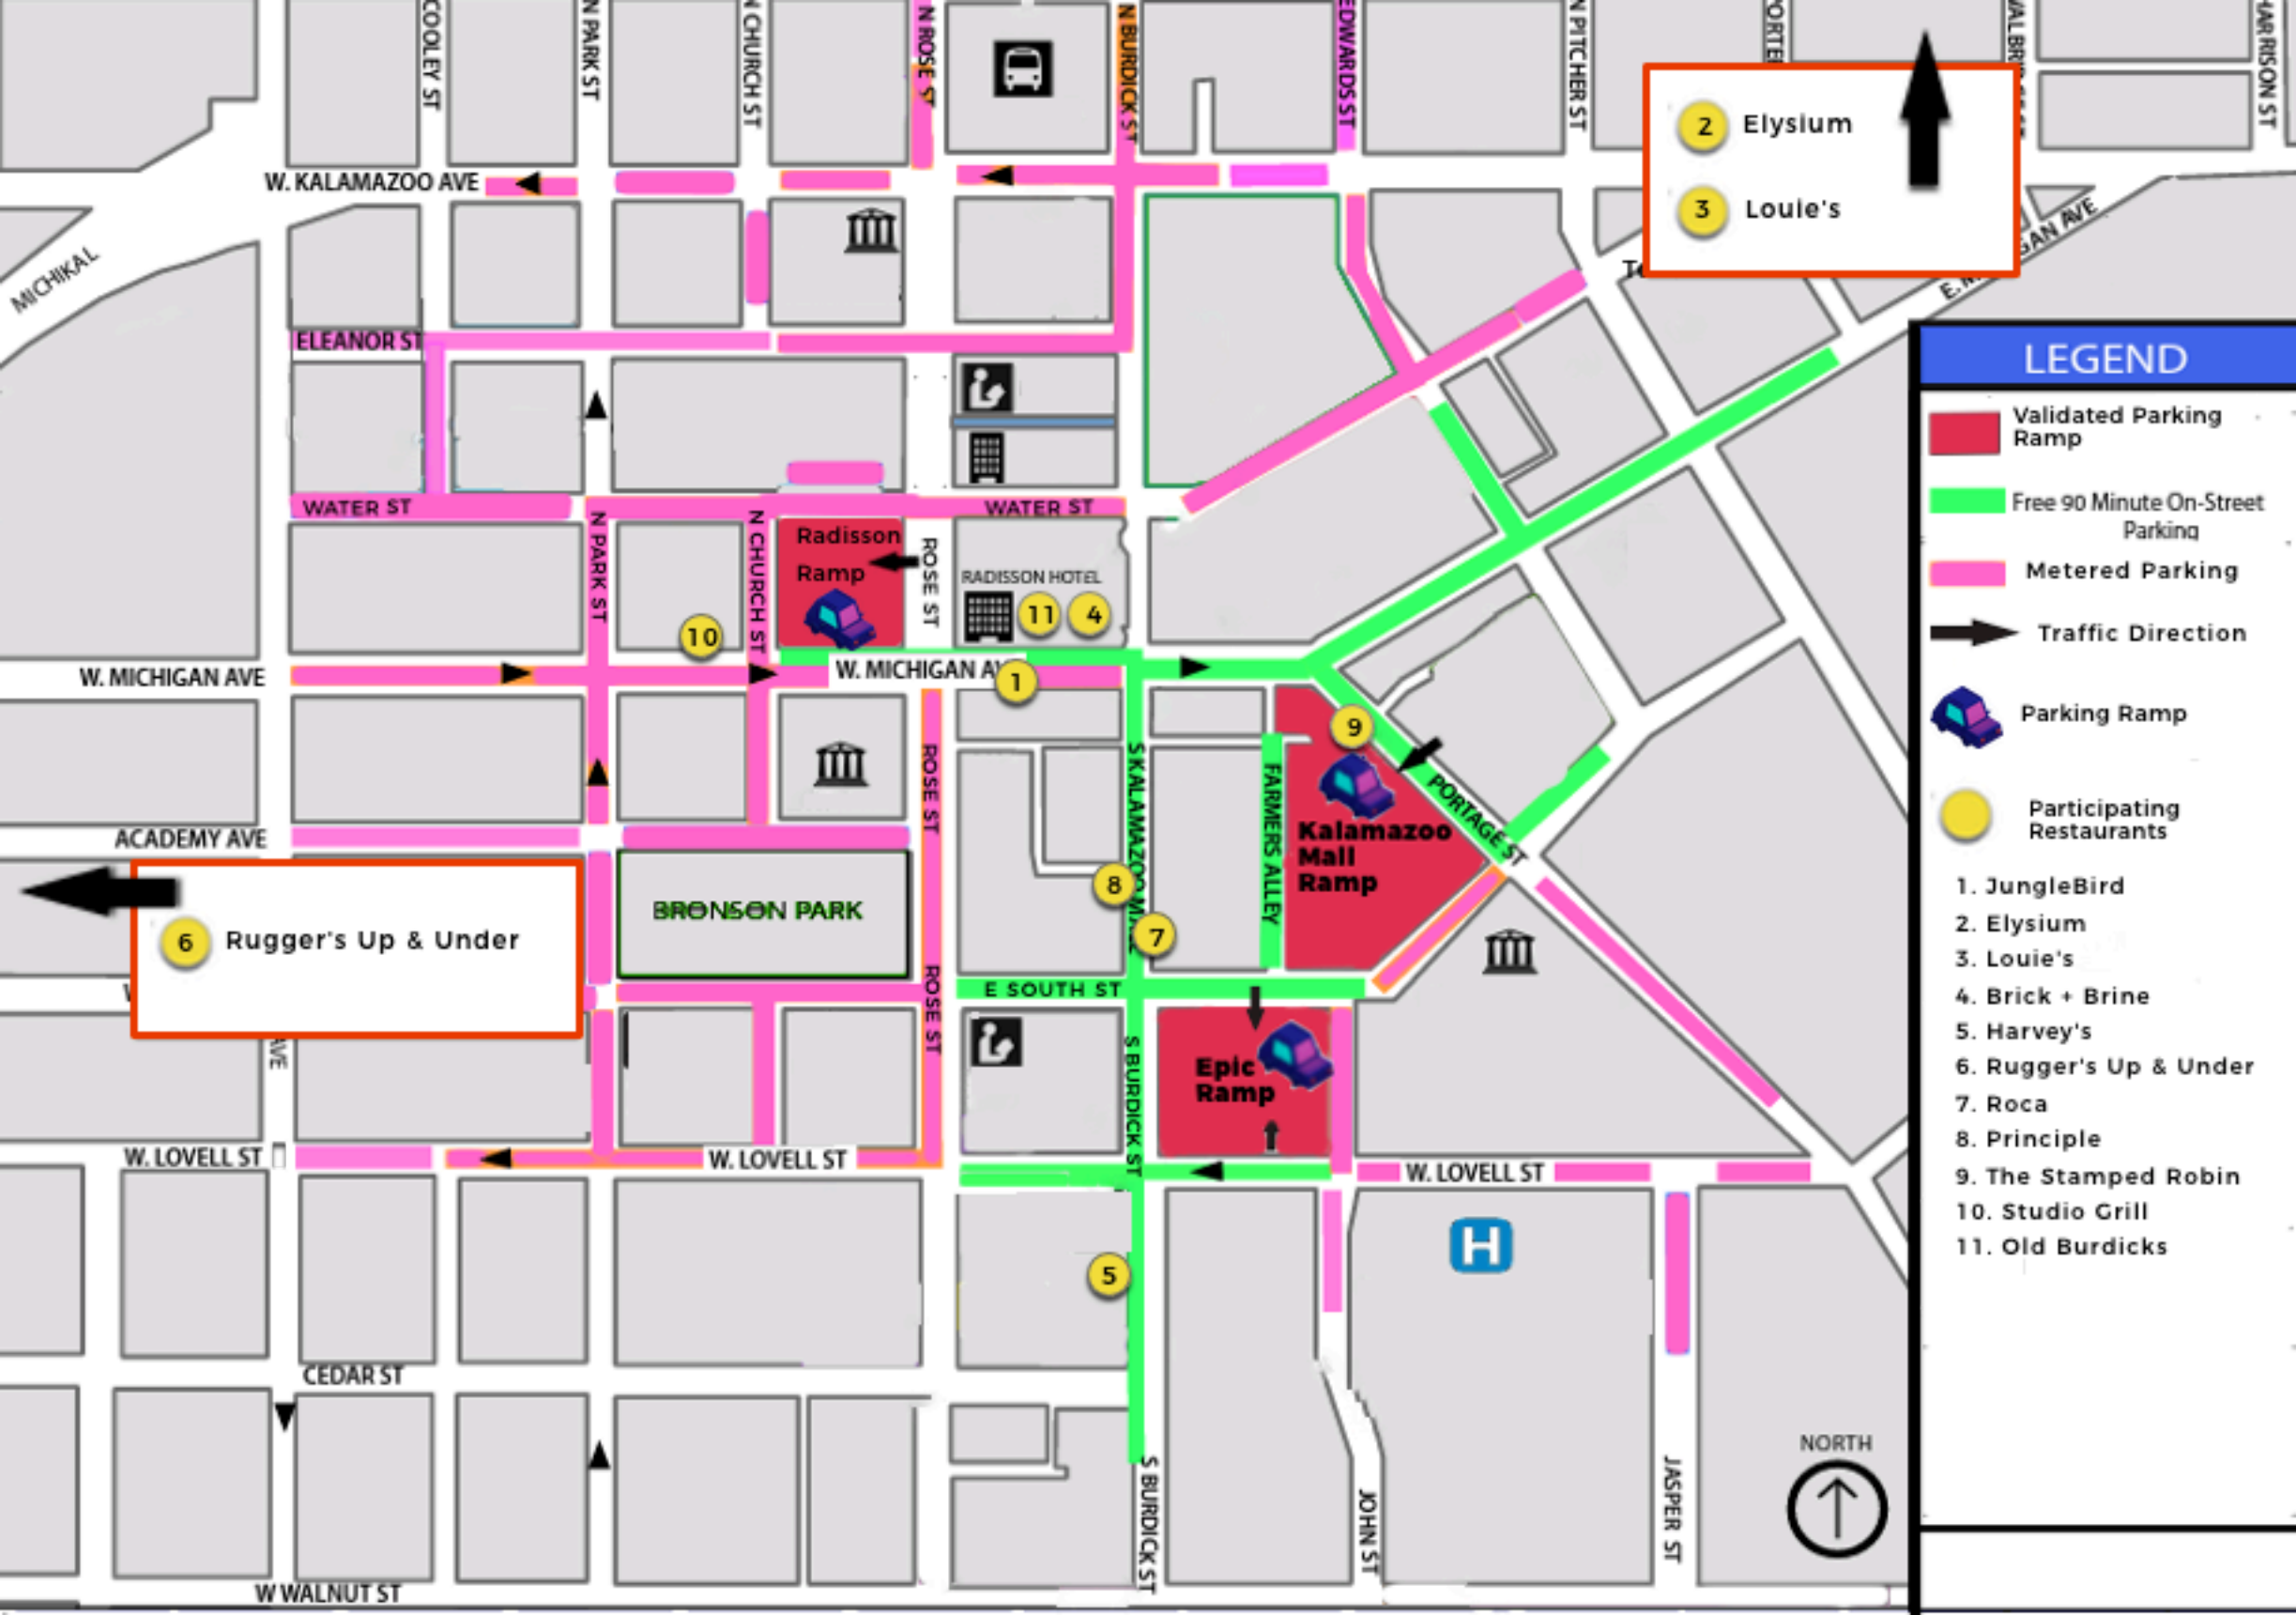 COOLEY ST
N PARK ST
N CHURCH ST
N ROSE ST
N BURDICK ST
EDWARDS ST
N PITCHER ST
HARRISON ST
2 Elysium
3 Louie's
W. KALAMAZOO AVE
MICHIKAL
ELEANOR ST
WATER ST
WATER ST
N PARK ST
N CHURCH ST
Radisson
Ramp
ROSE ST
RADISSON HOTEL
11
4
10
W. MICHIGAN AVE
W. MICHIGAN AV
1
9
ROSE ST
S KALAMAZOO MALL
FARMERS ALLEY
PORTAGE ST
Kalamazoo
Mall
Ramp
ACADEMY AVE
BRONSON PARK
8
7
6 Rugger's Up & Under
ROSE ST
E SOUTH ST
AVE
S BURDICK ST
Epic
Ramp
W. LOVELL ST
W. LOVELL ST
W. LOVELL ST
H
5
CEDAR ST
S BURDICK ST
JOHN ST
JASPER ST
NORTH
W WALNUT ST
LEGEND
Validated Parking
Ramp
Free 90 Minute On-Street
Parking
Metered Parking
Traffic Direction
Parking Ramp
Participating
Restaurants
1. JungleBird
2. Elysium
3. Louie's
4. Brick + Brine
5. Harvey's
6. Rugger's Up & Under
7. Roca
8. Principle
9. The Stamped Robin
10. Studio Grill
11. Old Burdicks